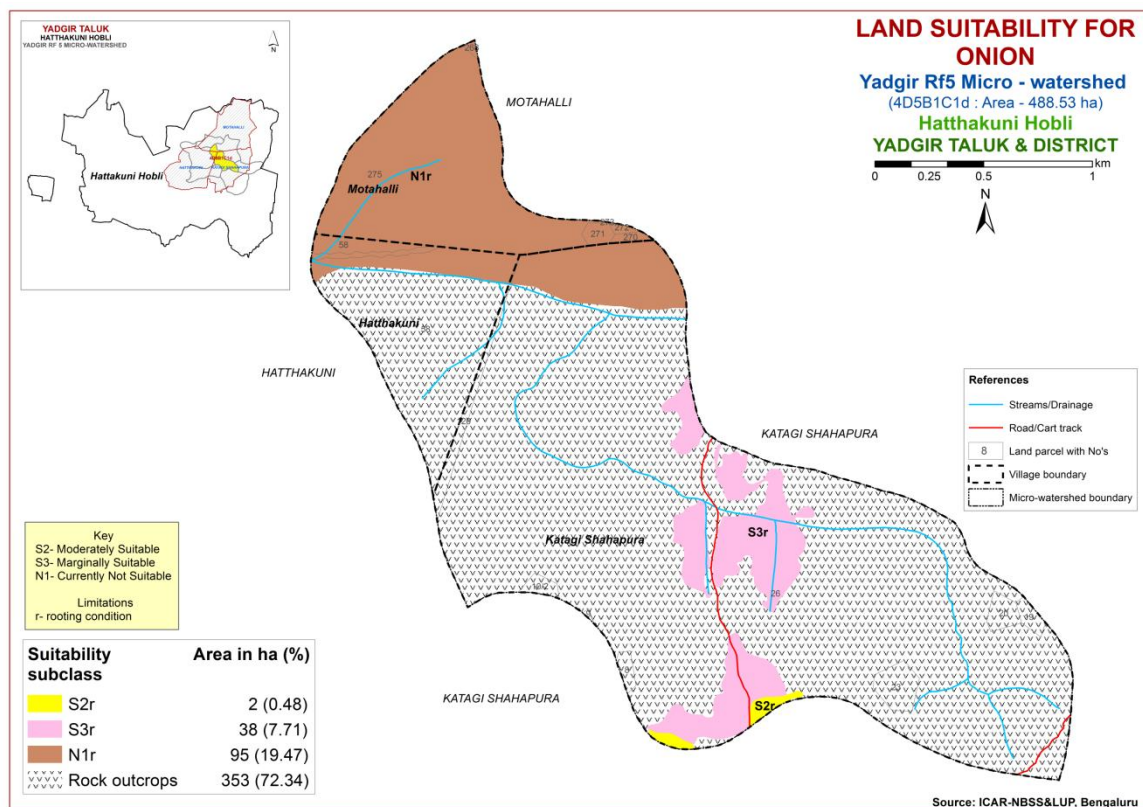 YADGIR TALUK
HATTHAKUNI HOBLI
YADGIR RF 5 MICRO-WATERSHED
N
MOTAHALLI
Hattakuni Hobli
LAND SUITABILITY FOR
ONION
Yadgir Rf5 Micro - watershed
(4D5B1C1d : Area - 488.53 ha)
Hatthakuni Hobli
YADGIR TALUK & DISTRICT
km
0 0.25 0.5 1
N
MOTAHALLI
275
N1r
Motahalli
271
270
58
Hatthakuni
HATTHAKUNI
KATAGI SHAPURA
S3r
Katagi Shahapura
26
KATAGI SHAHAPURA
S2r
References
Streams/Drainage
Road/Cart track
8 Land parcel with No's
Village boundary
Micro-watershed boundary
Key
S2- Moderately Suitable
S3- Marginally Suitable
N1- Currently Not Suitable
Limitations
r- rooting condition
Suitability subclass Area in ha (%)
S2r 2 (0.48)
S3r 38 (7.71)
N1r 95 (19.47)
Rock outcrops 353 (72.34)
Source: ICAR-NBSS&LUP, Bengaluru